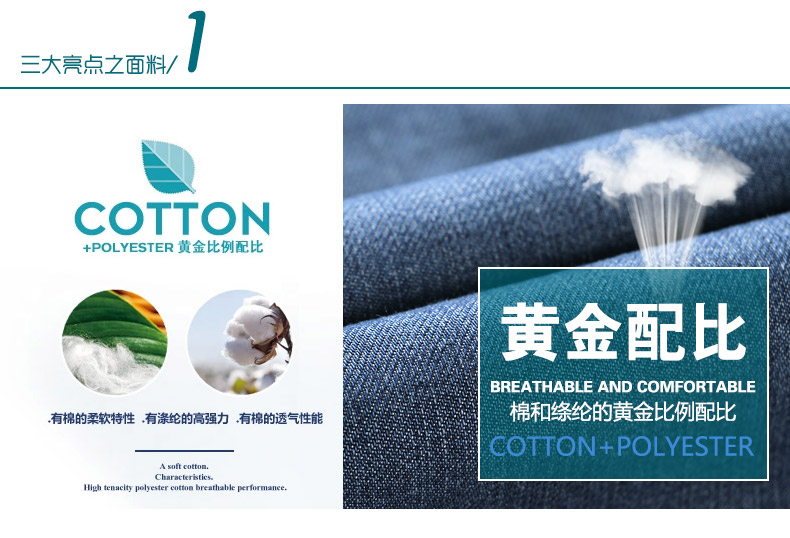 三大亮点之面料/1
COTTON
+POLYESTER 黄金比例配比
.有棉的柔软特性 .有涤纶的高强力 .有棉的透气性能
A soft cotton.
Characteristics.
High tenacity polyester cotton breathable performance.
黄金配比
BREATHABLE AND COMFORTABLE
棉和绦纶的黄金比例配比
COTTON+POLYESTER